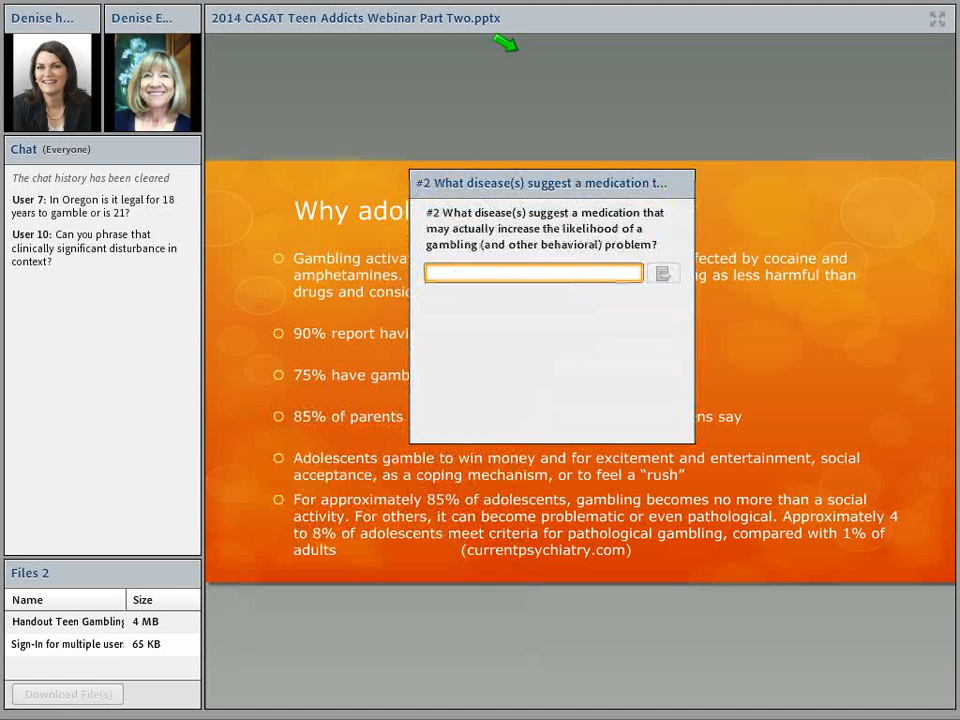 Denise h...
Denise E...
2014 CASAT Teen Addicts Webinar Part Two.pptx
Chat (Everyone)
The chat history has been cleared
User 7: In Oregon is it legal for 18
years to gamble or is 21?
User 10: Can you phrase that
clinically significant disturbance in
context?
Files 2
Name Size
Handout Teen Gambling 4 MB
Sign-In for multiple user 65 KB
Download File(s)
#2 What disease(s) suggest a medication t...
#2 What disease(s) suggest a medication that
may actually increase the likelihood of a
gambling (and other behavioral) problem?
Why adol
Gambling activa fected by cocaine and
amphetamines. g as less harmful than
drugs and consid
90% report havi
75% have gamb
85% of parents ns say
Adolescents gamble to win money and for excitement and entertainment, social
acceptance, as a coping mechanism, or to feel a “rush”
For approximately 85% of adolescents, gambling becomes no more than a social
activity. For others, it can become problematic or even pathological. Approximately 4
to 8% of adolescents meet criteria for pathological gambling, compared with 1% of
adults (currentpsychiatry.com)